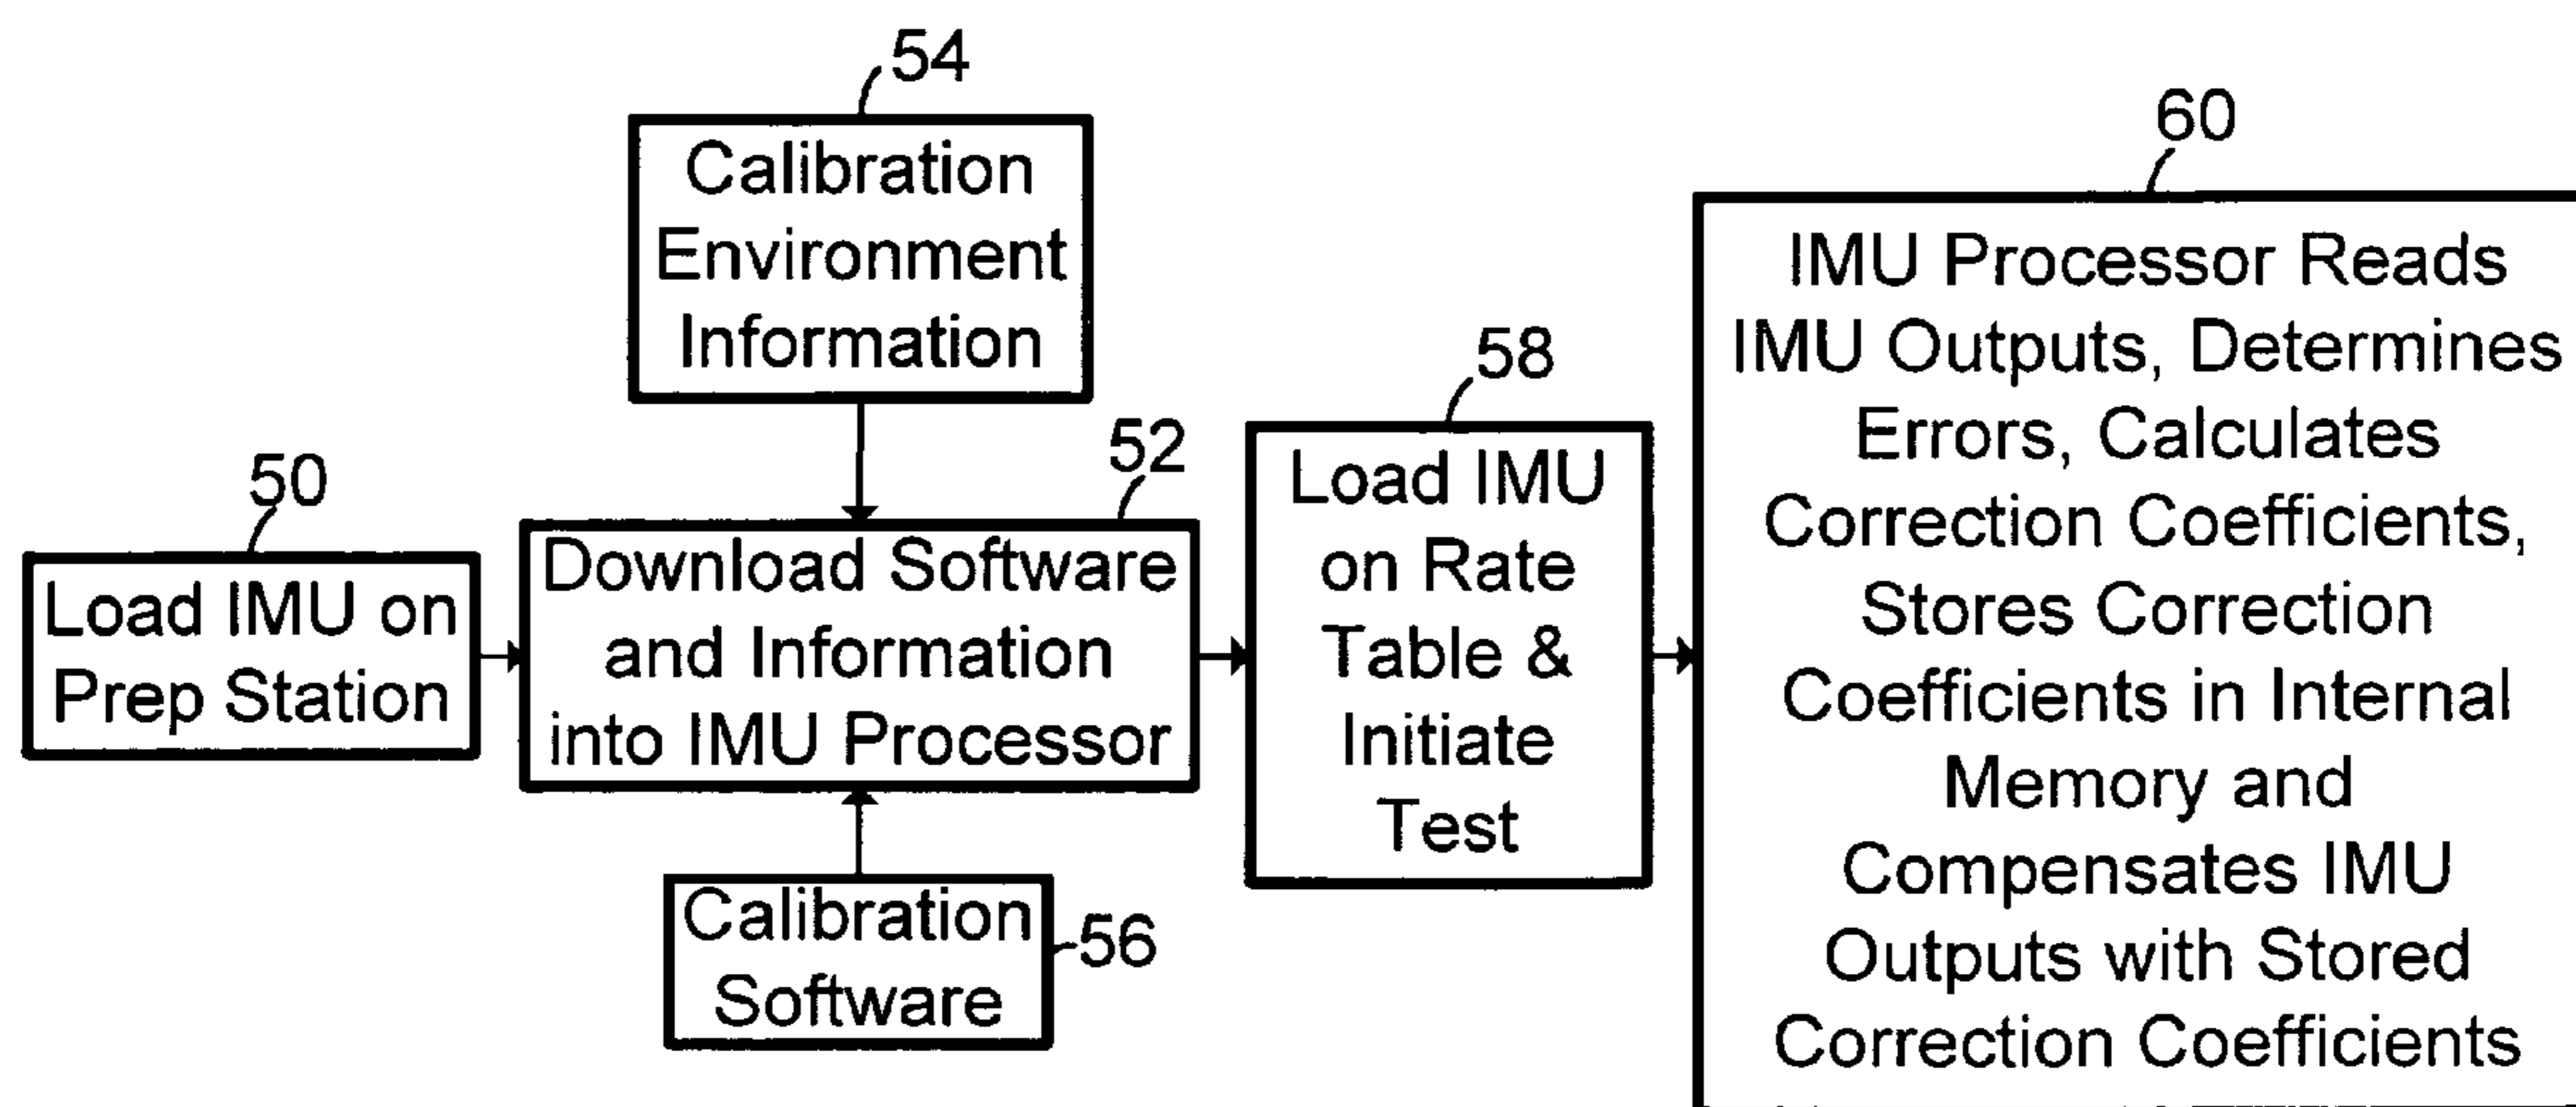 54
Calibration
Environment
Information
50
Load IMU on
Prep Station
52
Download Software
and Information
into IMU Processor
Calibration
Software
56
58
Load IMU
on Rate
Table &
Initiate
Test
60
IMU Processor Reads
IMU Outputs, Determines
Errors, Calculates
Correction Coefficients,
Stores Correction
Coefficients in Internal
Memory and
Compensates IMU
Outputs with Stored
Correction Coefficients